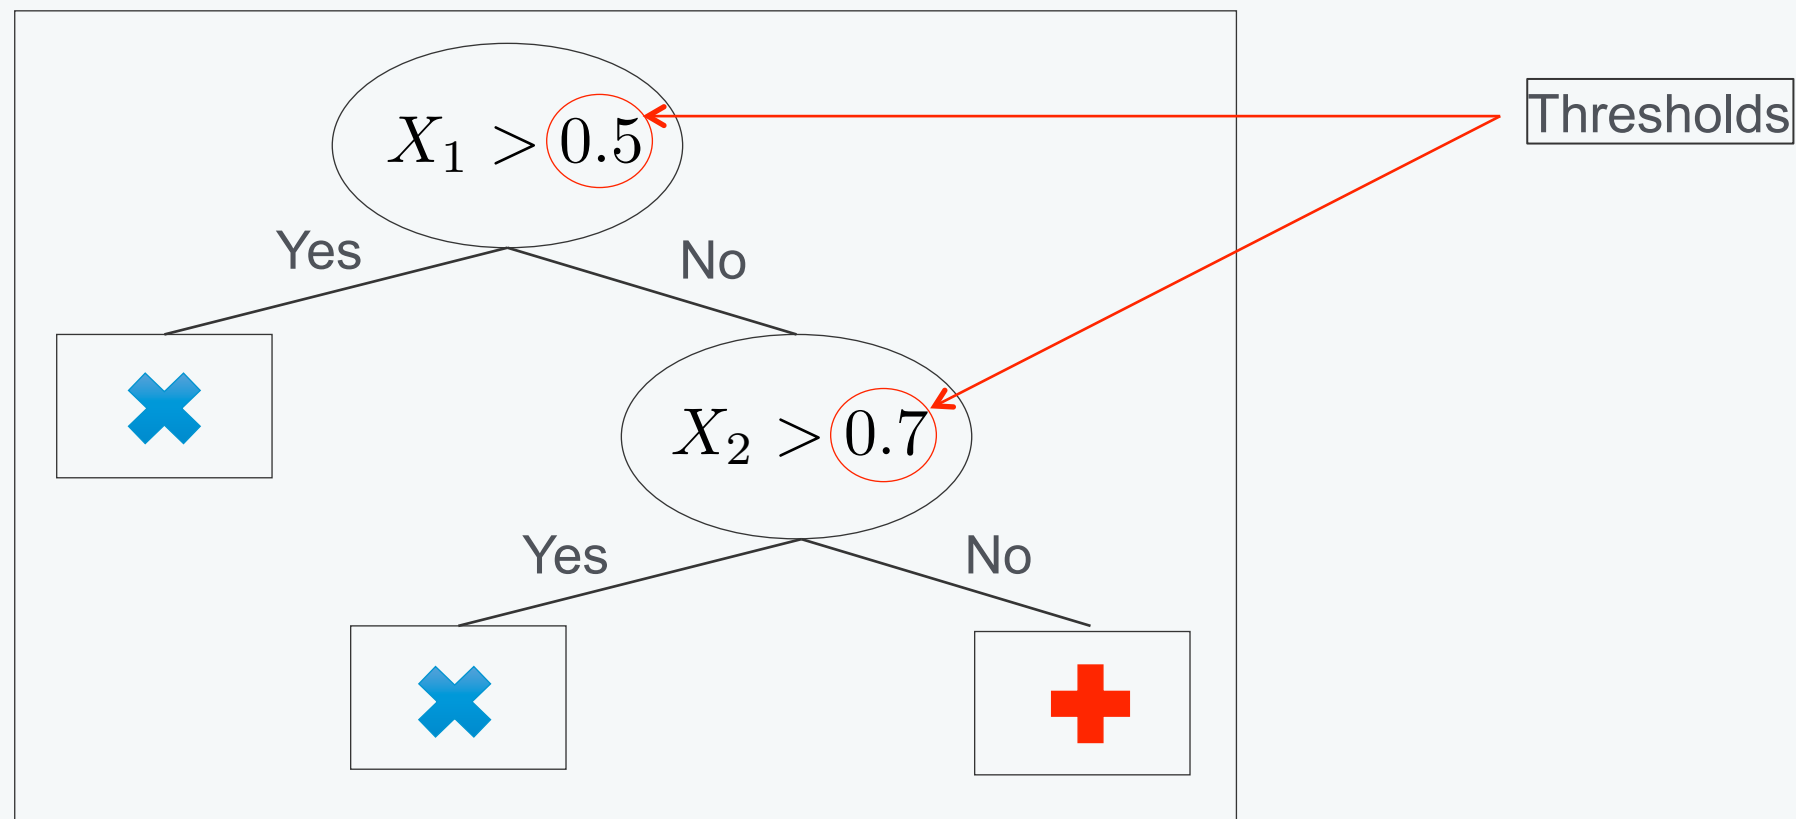 X₁ > 0.5
Thresholds
Yes
No
X₂ > 0.7
Yes
No